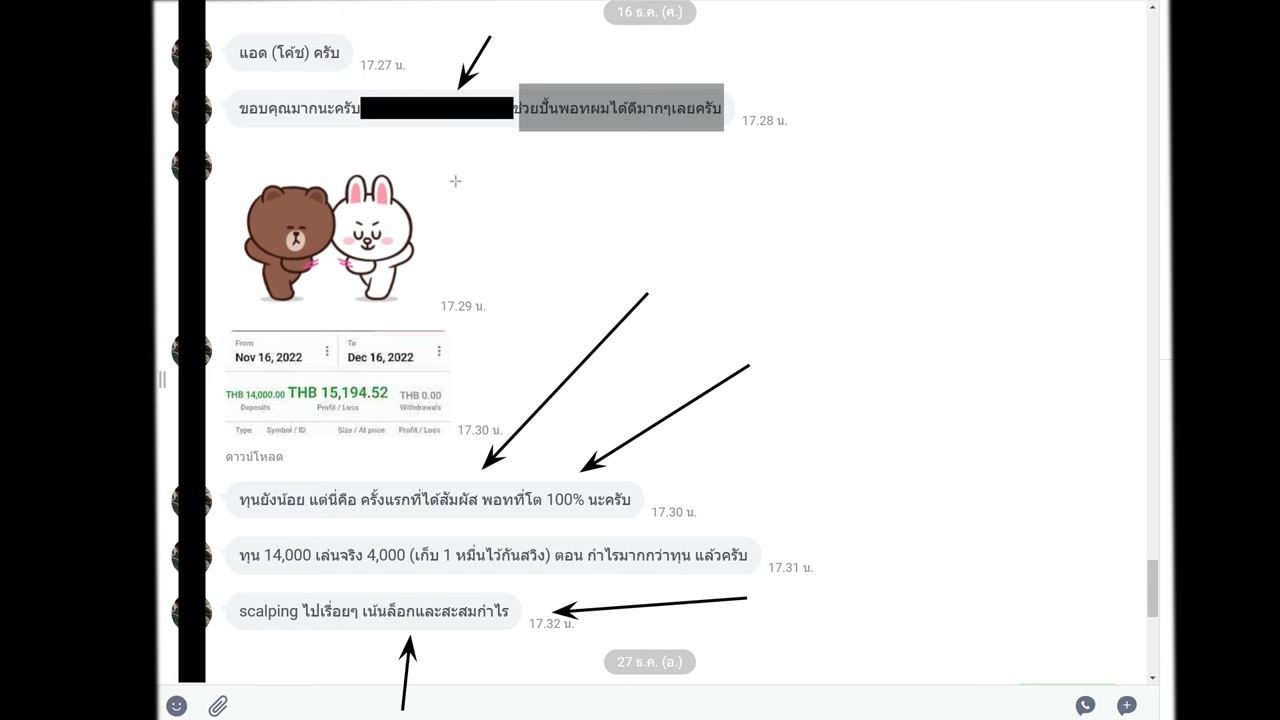 16 ธ.ค. (ศ.)
แอด (โค้ช) ครับ
17.27 น.
ขอบคุณมากนะครับ ช่วยปั้นพอทผมได้ดีมากๆเลยครับ
17.28 น.
17.29 น.
From To
Nov 16, 2022 Dec 16, 2022
THB 14,000.00 THB 15,194.52 THB 0.00
Deposits Profit / Loss Withdrawals
Type Symbol / ID Size / At price Profit / Loss
17.30 น.
ดาวน์โหลด
ทุนยังน้อย แต่นี่คือ ครั้งแรกที่ได้สัมผัส พอทที่โต 100% นะครับ
17.30 น.
ทุน 14,000 เล่นจริง 4,000 (เก็บ 1 หมื่นไว้กันสวิง) ตอน กำไรมากกว่าทุน แล้วครับ
17.31 น.
scalping ไปเรื่อยๆ เน้นล็อกและสะสมกำไร
17.32 น.
27 ธ.ค. (อ.)